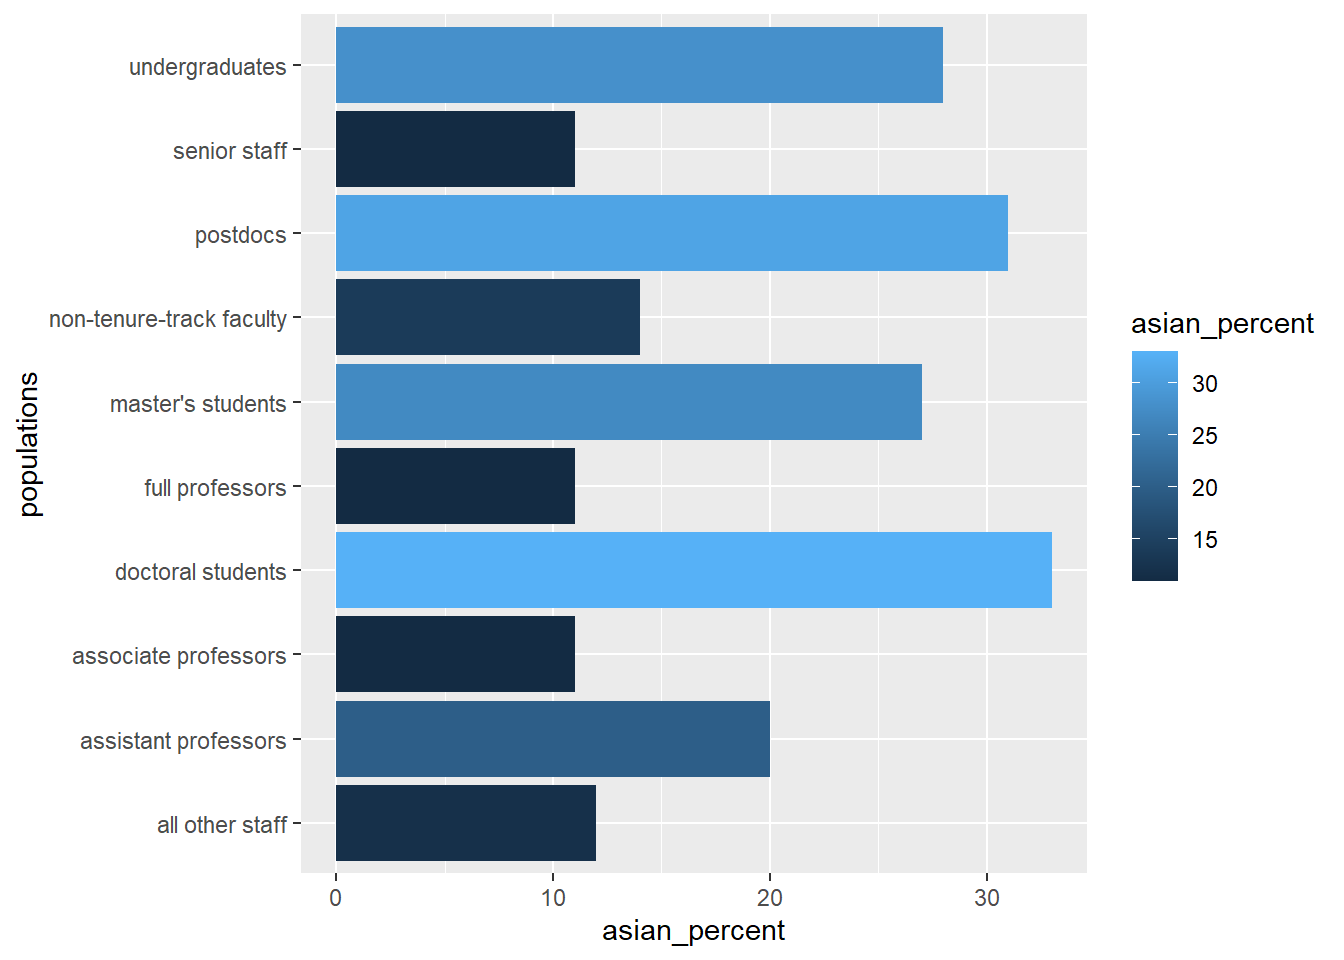 undergraduates
senior staff
postdocs
non-tenure-track faculty
master's students
full professors
doctoral students
associate professors
assistant professors
all other staff
populations
0 10 20 30
asian_percent
asian_percent
30
25
20
15